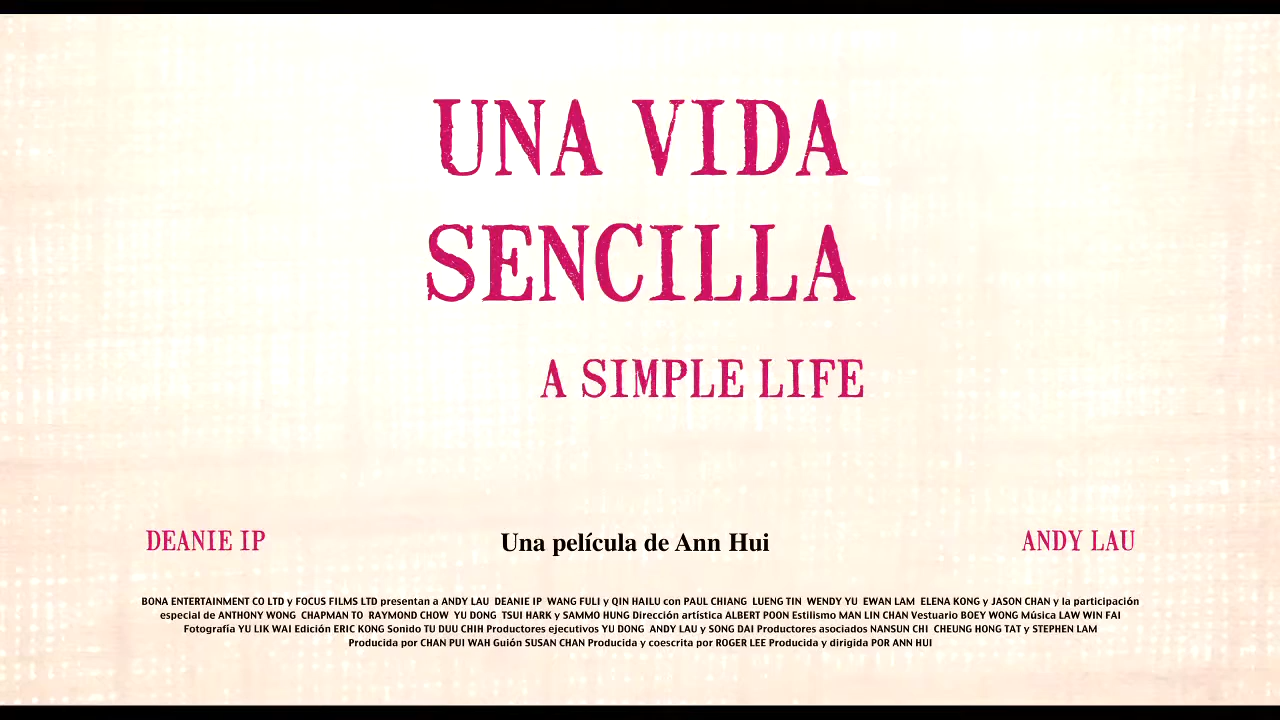 UNA VIDA
SENCILLA
A SIMPLE LIFE
DEANIE IP
Una película de Ann Hui
ANDY LAU
BONA ENTERTAINMENT CO LTD y FOCUS FILMS LTD presentan a ANDY LAU DEANIE IP WANG FULI y QIN HAILU con PAUL CHIANG LUENG TIN WENDY YU EWAN LAM ELENA KONG y JASON CHAN y la participación
especial de ANTHONY WONG CHAPMAN TO RAYMOND CHOW YU DONG TSUI HARK y SAMMO HUNG Dirección artística ALBERT POON Estilismo MAN LIN CHAN Vestuario BOEY WONG Música LAW WIN FAI
Fotografía YU LIK WAI Edición ERIC KONG Sonido TU DUU CHIH Productores ejecutivos YU DONG ANDY LAU y SONG DAI Productores asociados NANSUN CHI CHEUNG HONG TAT y STEPHEN LAM
Producida por CHAN PUI WAH Guión SUSAN CHAN Producida y coescrita por ROGER LEE Producida y dirigida POR ANN HUI